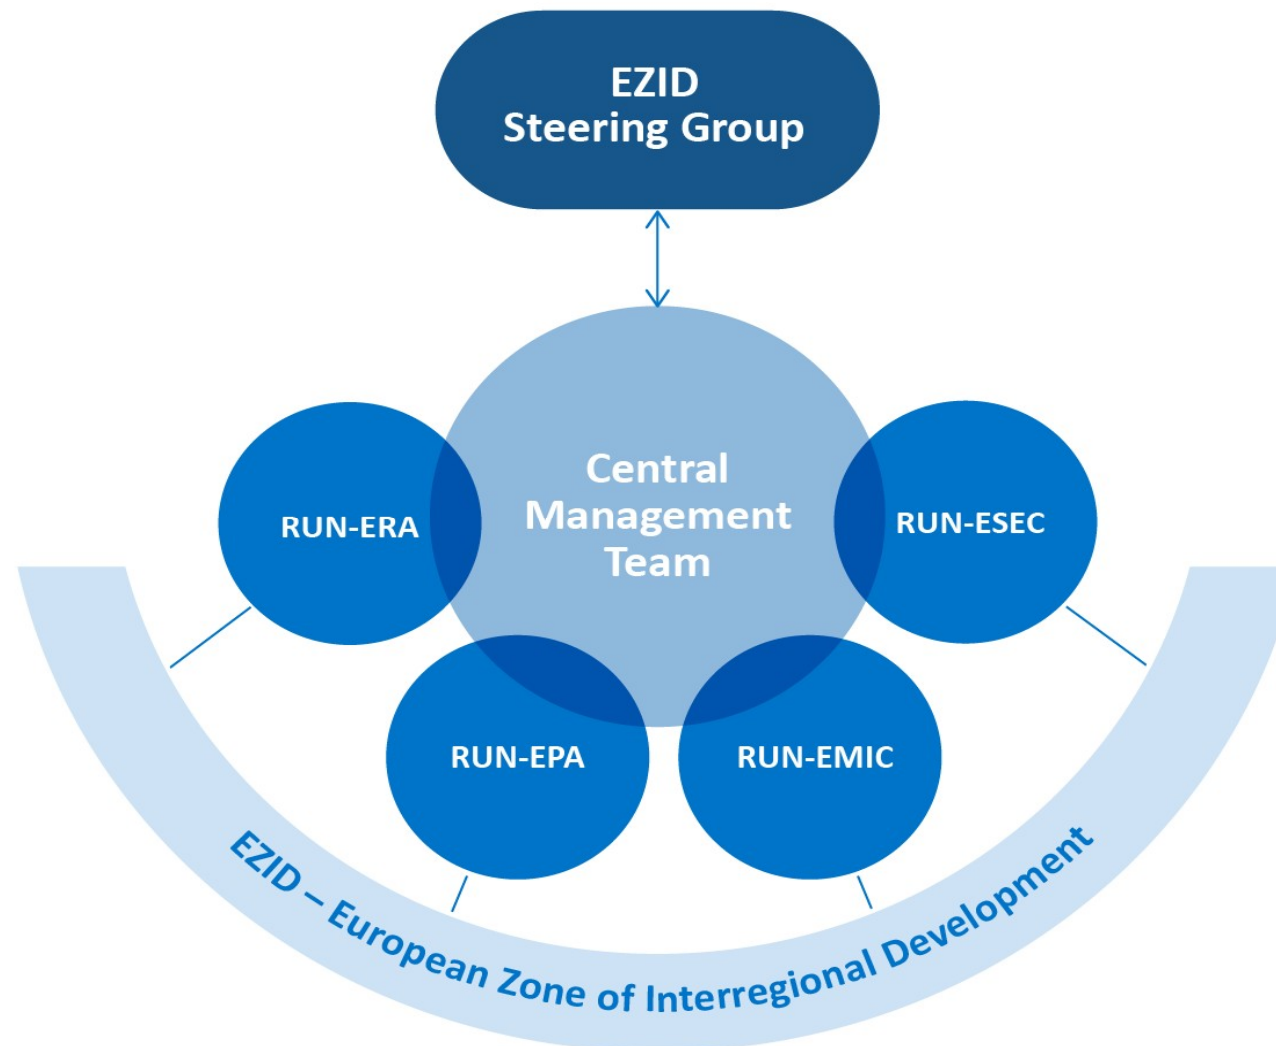 EZID
Steering Group
Central
Management
Team
RUN-ERA
RUN-ESEC
RUN-EPA
RUN-EMIC
EZID – European Zone of Interregional Development